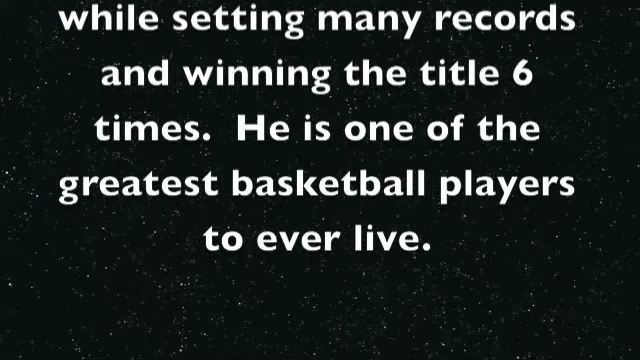 while setting many records
and winning the title 6
times.  He is one of the
greatest basketball players
to ever live.